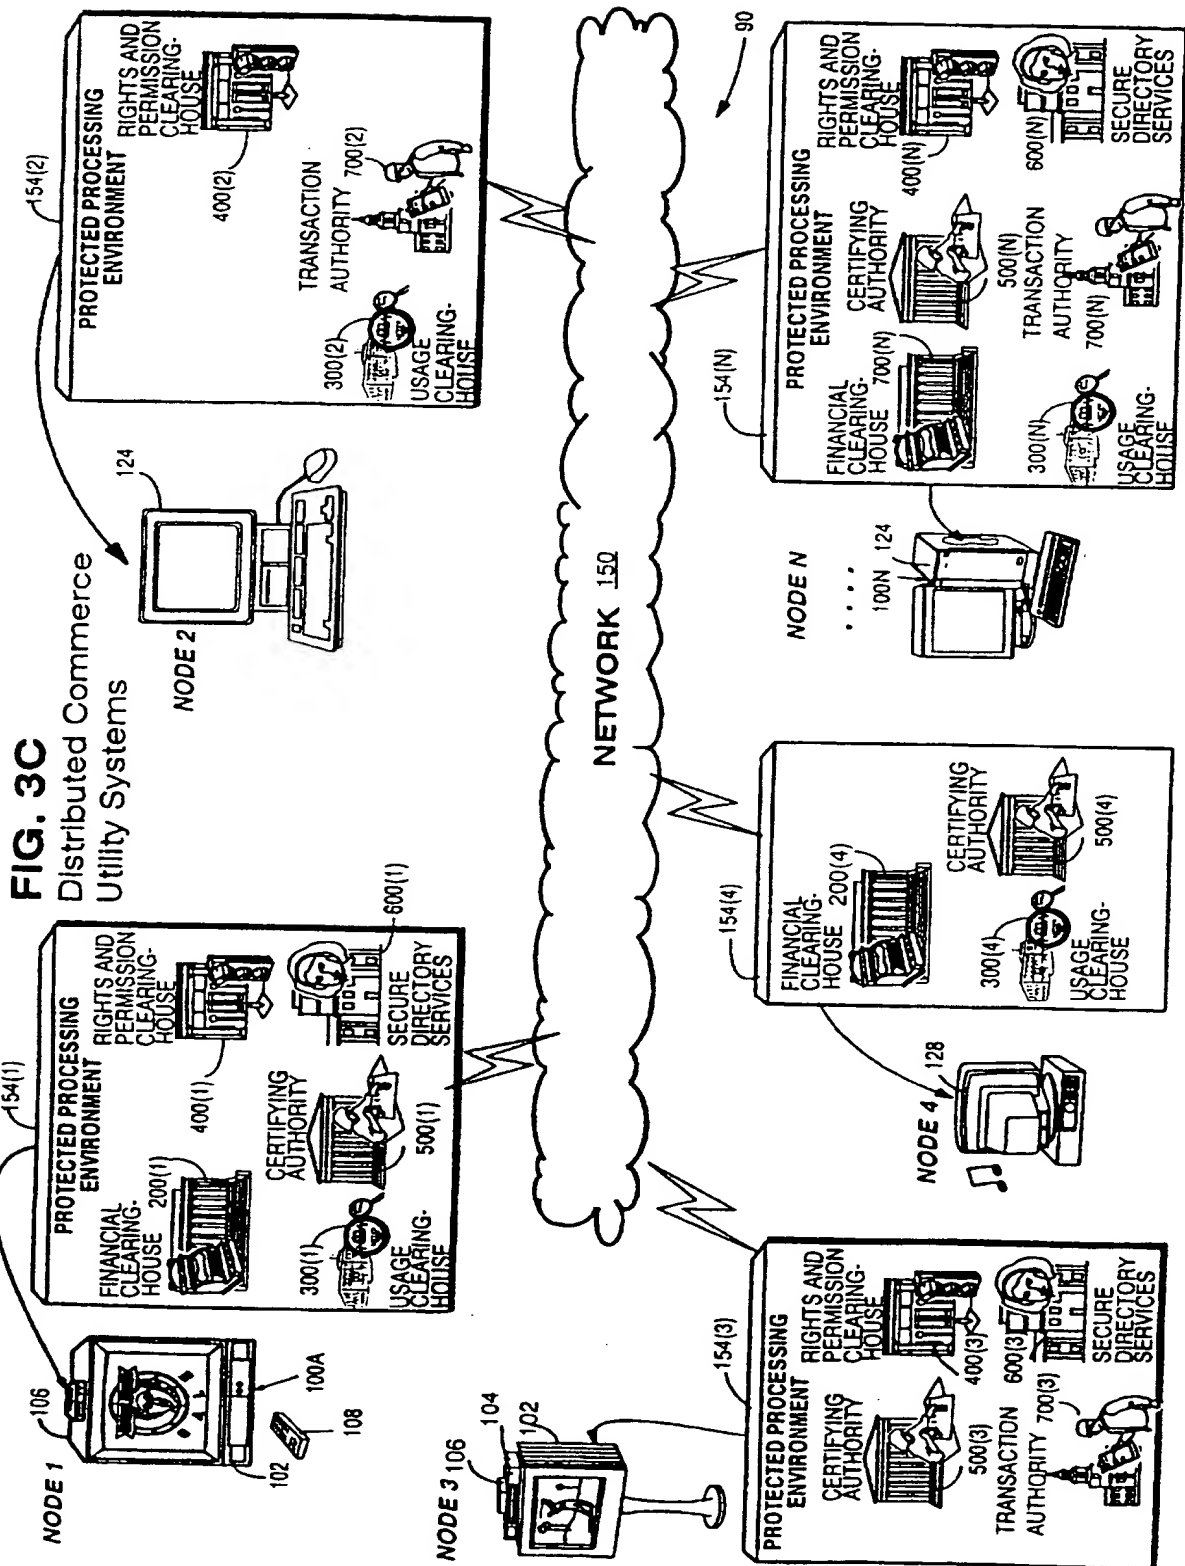 FIG. 3C
Distributed Commerce
Utility Systems
NODE 1
106
102
100A
108
154(1)
PROTECTED PROCESSING
ENVIRONMENT
FINANCIAL
CLEARING-
HOUSE
200(1)
RIGHTS AND
PERMISSION
CLEARING-
HOUSE
400(1)
CERTIFYING
AUTHORITY
500(1)
300(1)
USAGE
CLEARING-
HOUSE
600(1)
SECURE
DIRECTORY
SERVICES
NODE 2
124
154(2)
PROTECTED PROCESSING
ENVIRONMENT
RIGHTS AND
PERMISSION
CLEARING-
HOUSE
400(2)
TRANSACTION
AUTHORITY
700(2)
300(2)
USAGE
CLEARING-
HOUSE
NETWORK 150
90
NODE 3
106
104
102
154(3)
PROTECTED PROCESSING
ENVIRONMENT
CERTIFYING
AUTHORITY
500(3)
RIGHTS AND
PERMISSION
CLEARING-
HOUSE
400(3)
TRANSACTION
AUTHORITY
700(3)
600(3)
SECURE
DIRECTORY
SERVICES
NODE 4
128
154(4)
FINANCIAL
CLEARING-
HOUSE
200(4)
300(4)
USAGE
CLEARING-
HOUSE
CERTIFYING
AUTHORITY
500(4)
NODE N
. . . .
100N
124
154(N)
PROTECTED PROCESSING
ENVIRONMENT
FINANCIAL
CLEARING-
HOUSE
700(N)
CERTIFYING
AUTHORITY
500(N)
RIGHTS AND
PERMISSION
CLEARING-
HOUSE
400(N)
300(N)
USAGE
CLEARING-
HOUSE
TRANSACTION
AUTHORITY
700(N)
600(N)
SECURE
DIRECTORY
SERVICES